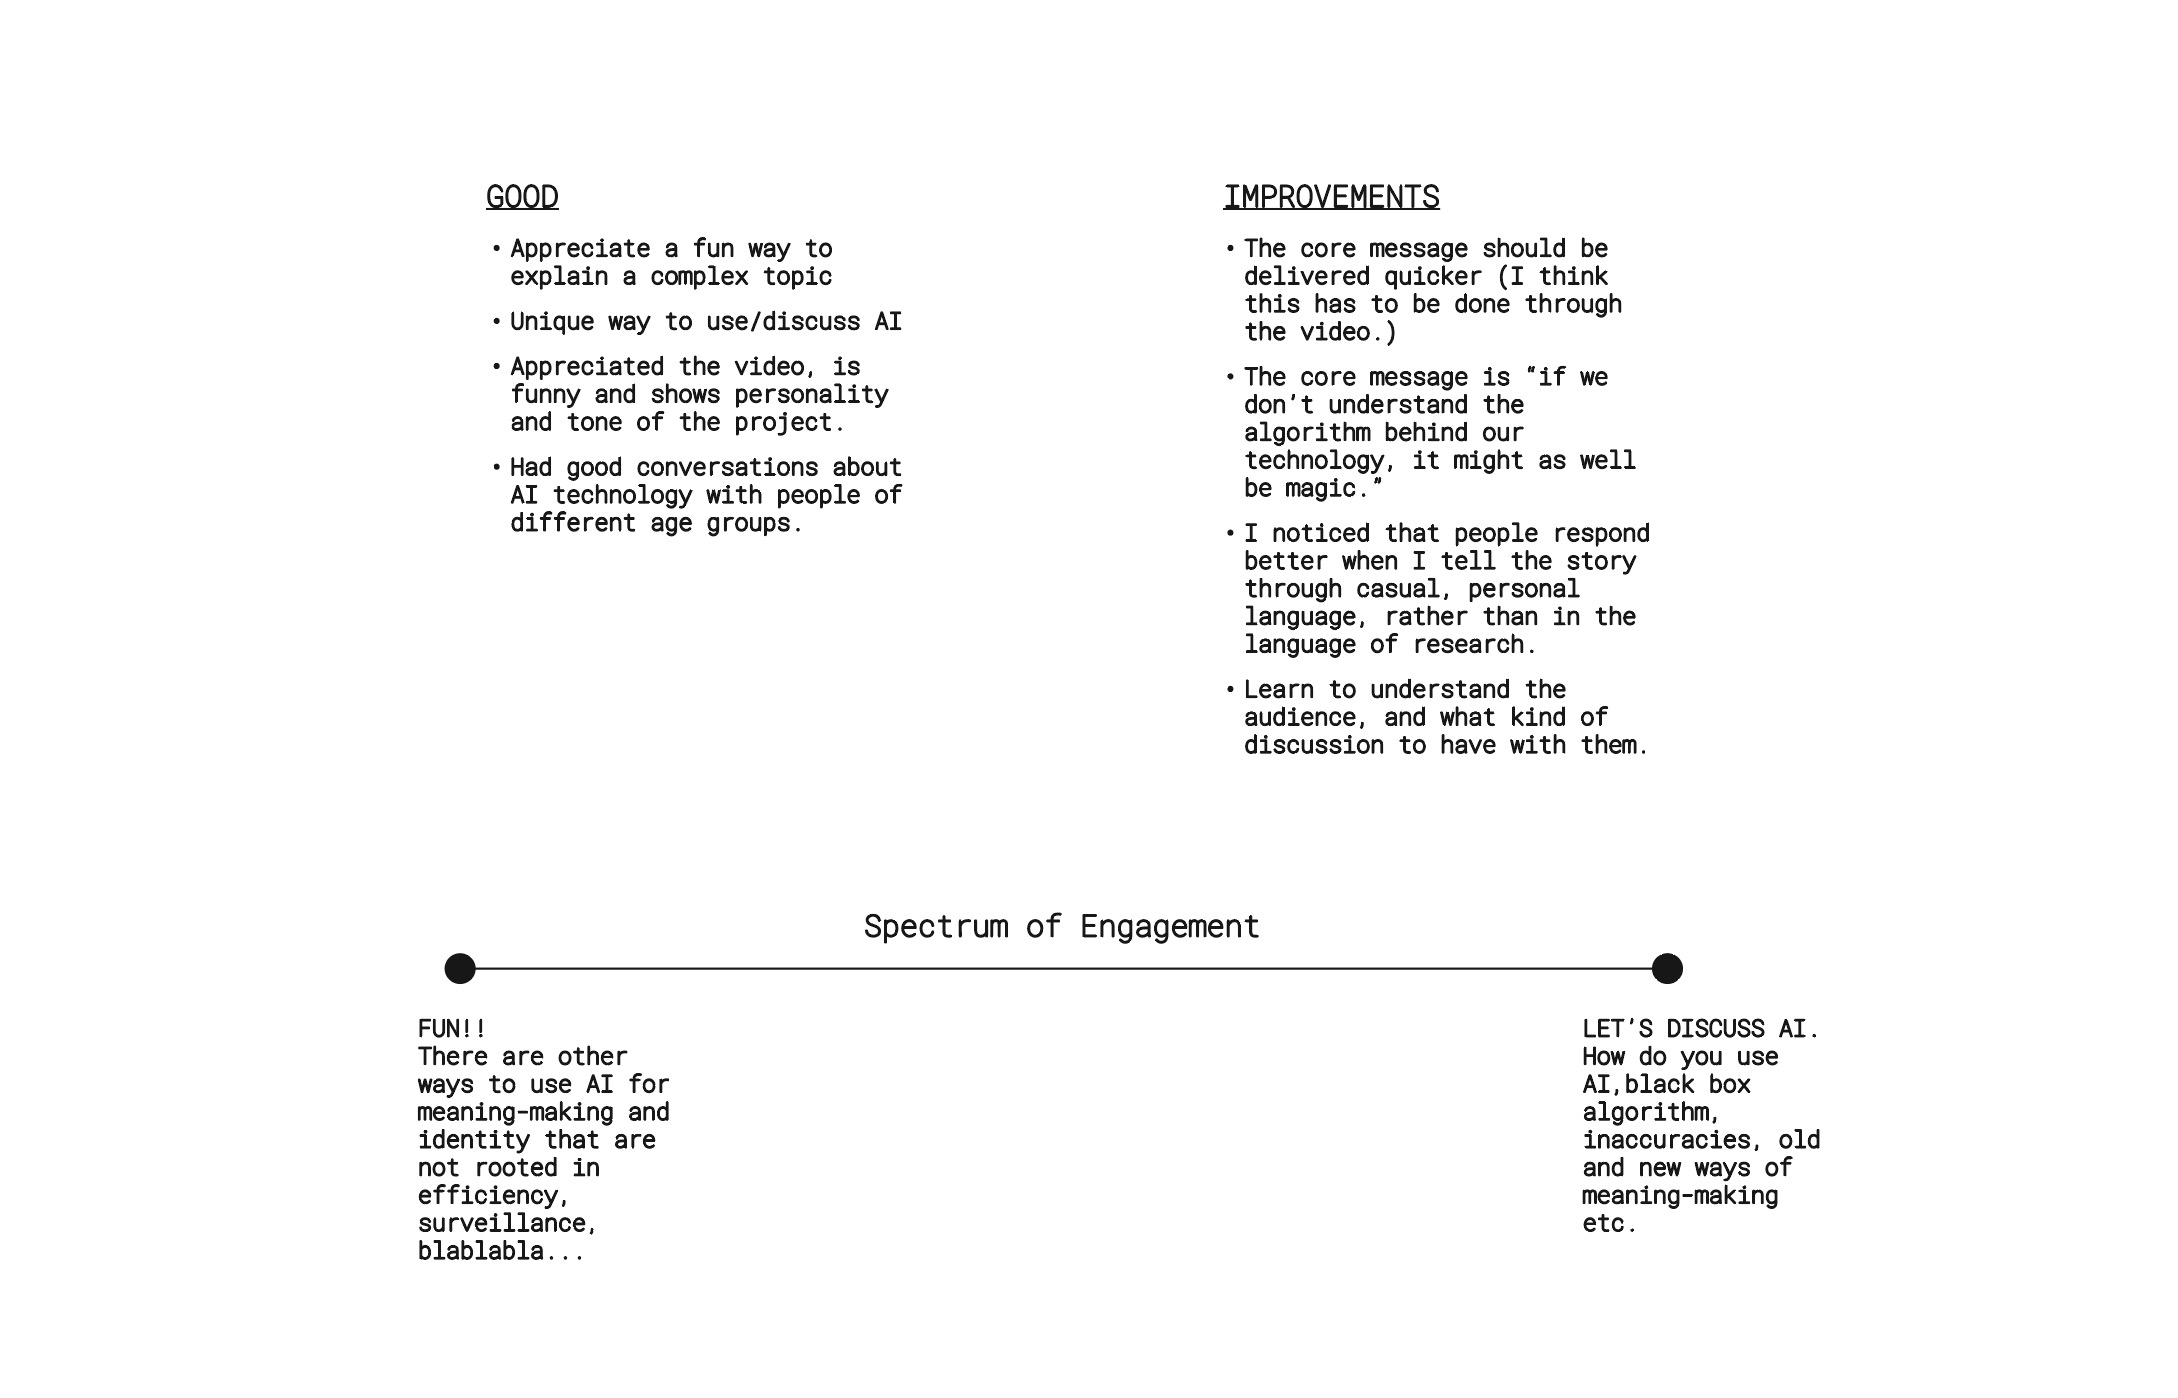 GOOD
• Appreciate a fun way to
explain a complex topic
• Unique way to use/discuss AI
• Appreciated the video, is
funny and shows personality
and tone of the project.
• Had good conversations about
AI technology with people of
different age groups.
IMPROVEMENTS
• The core message should be
delivered quicker (I think
this has to be done through
the video.)
• The core message is “if we
don’t understand the
algorithm behind our
technology, it might as well
be magic.”
• I noticed that people respond
better when I tell the story
through casual, personal
language, rather than in the
language of research.
• Learn to understand the
audience, and what kind of
discussion to have with them.
Spectrum of Engagement
FUN!!
There are other
ways to use AI for
meaning-making and
identity that are
not rooted in
efficiency,
surveillance,
blablabla...
LET’S DISCUSS AI.
How do you use
AI,black box
algorithm,
inaccuracies, old
and new ways of
meaning-making
etc.